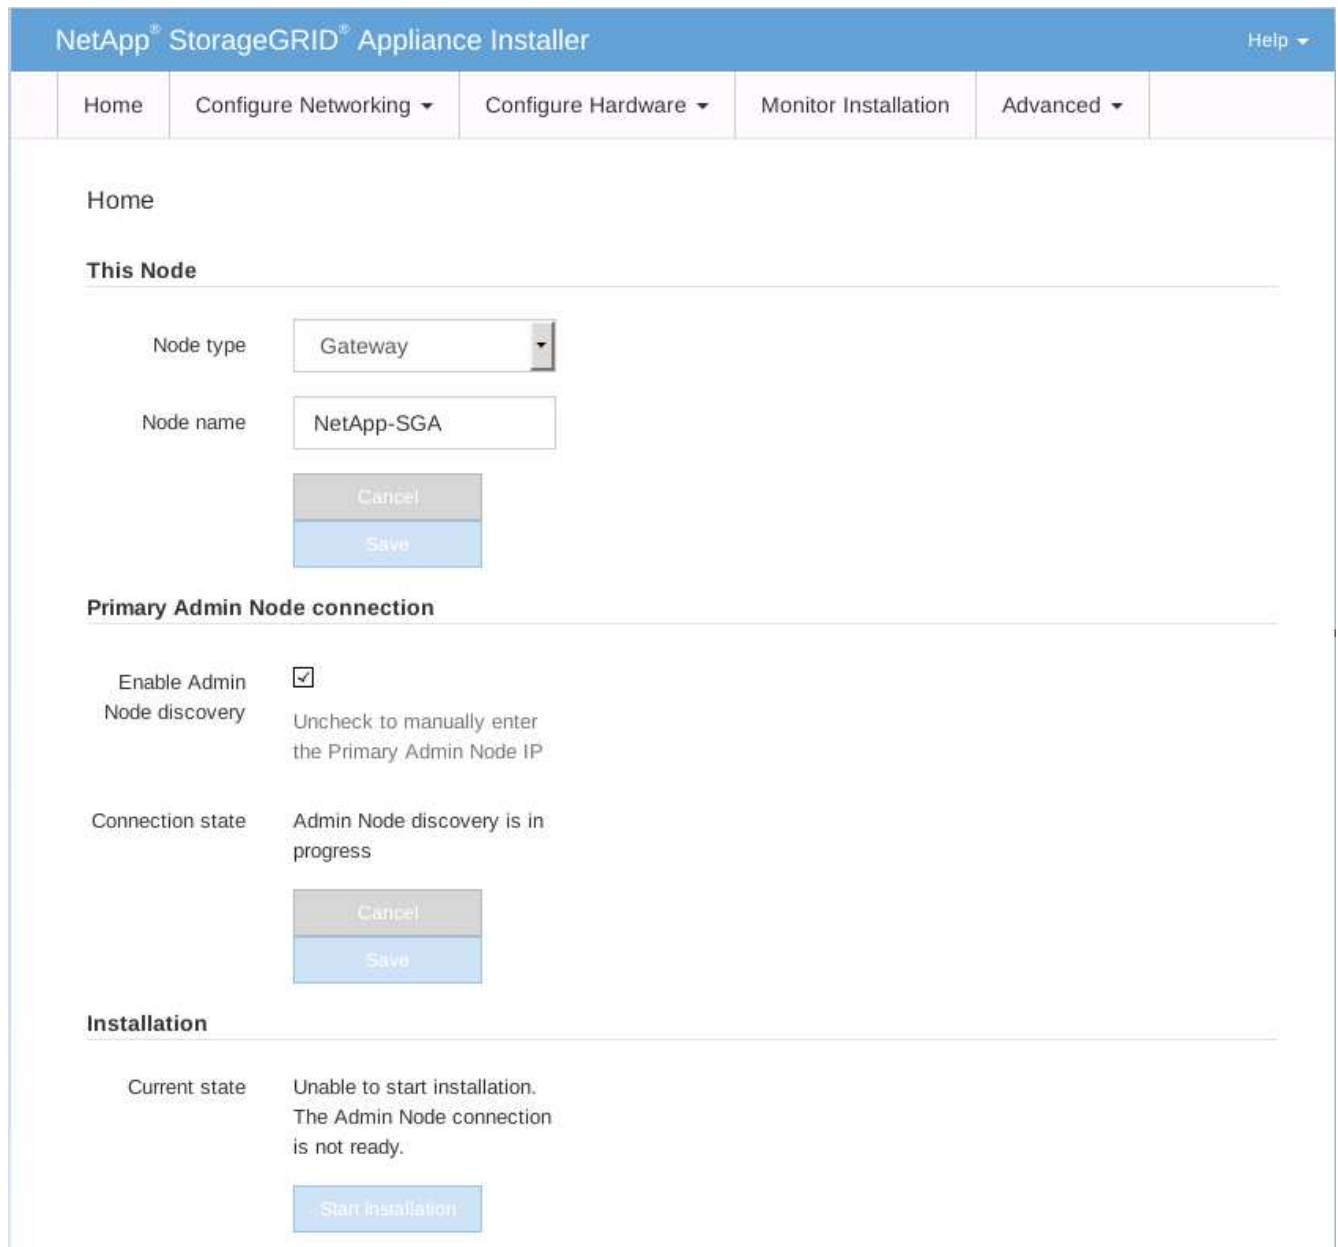 NetApp® StorageGRID® Appliance Installer
Help
Home
Configure Networking
Configure Hardware
Monitor Installation
Advanced
Home
This Node
Node type
Gateway
Node name
NetApp-SGA
Cancel
Save
Primary Admin Node connection
Enable Admin
Node discovery
Uncheck to manually enter
the Primary Admin Node IP
Connection state
Admin Node discovery is in
progress
Cancel
Save
Installation
Current state
Unable to start installation.
The Admin Node connection
is not ready.
Start Installation